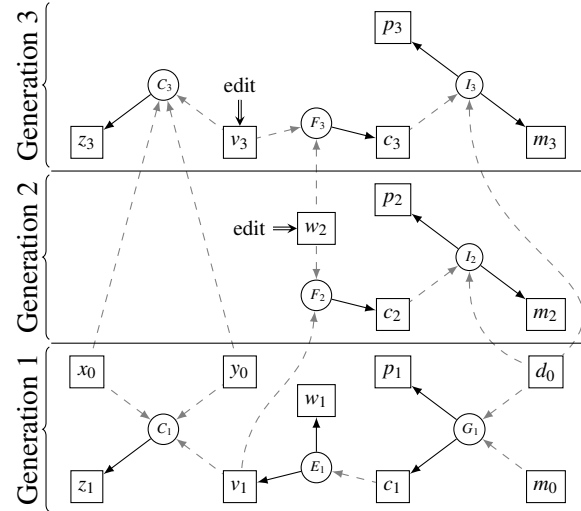 Generation 3
p₃
C₃
edit
I₃
F₃
z₃
v₃
c₃
m₃
Generation 2
p₂
edit
w₂
I₂
F₂
c₂
m₂
Generation 1
x₀
y₀
p₁
d₀
w₁
C₁
G₁
E₁
z₁
v₁
c₁
m₀